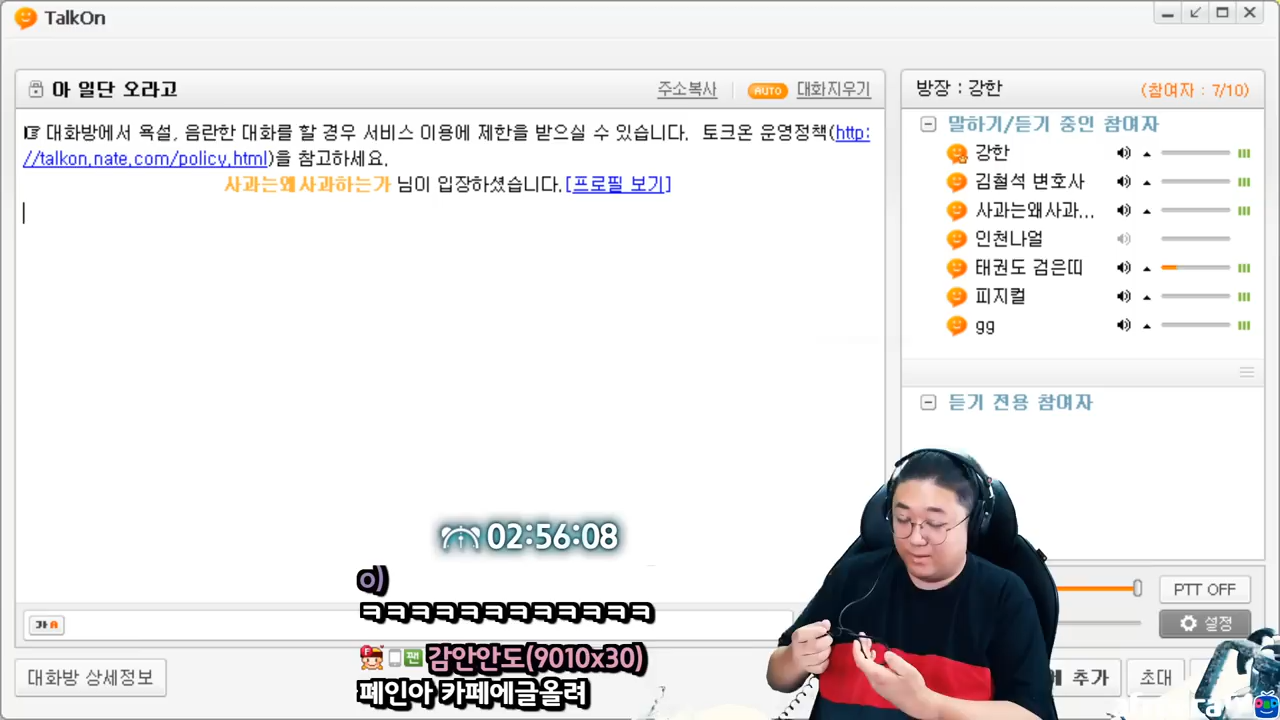 TalkOn
아 일단 오라고
주소복사
AUTO 대화지우기
☞ 대화방에서 욕설, 음란한 대화를 할 경우 서비스 이용에 제한을 받으실 수 있습니다. 토크온 운영정책(http:
//talkon.nate.com/policy.html)을 참고하세요.
사과는왜사과하는가 님이 입장하셨습니다.[프로필 보기]
방장 : 강한
(참여자 : 7/10)
말하기/듣기 중인 참여자
강한
김철석 변호사
사과는왜사과...
인천나얼
태권도 검은띠
피지컬
gg
듣기 전용 참여자
02:56:08
이)
ㅋㅋㅋㅋㅋㅋㅋㅋㅋㅋㅋㅋ
F 팬 감안안도(9010x30)
폐인아 카페에글올려
가A
대화방 상세정보
PTT OFF
설정
추가
초대